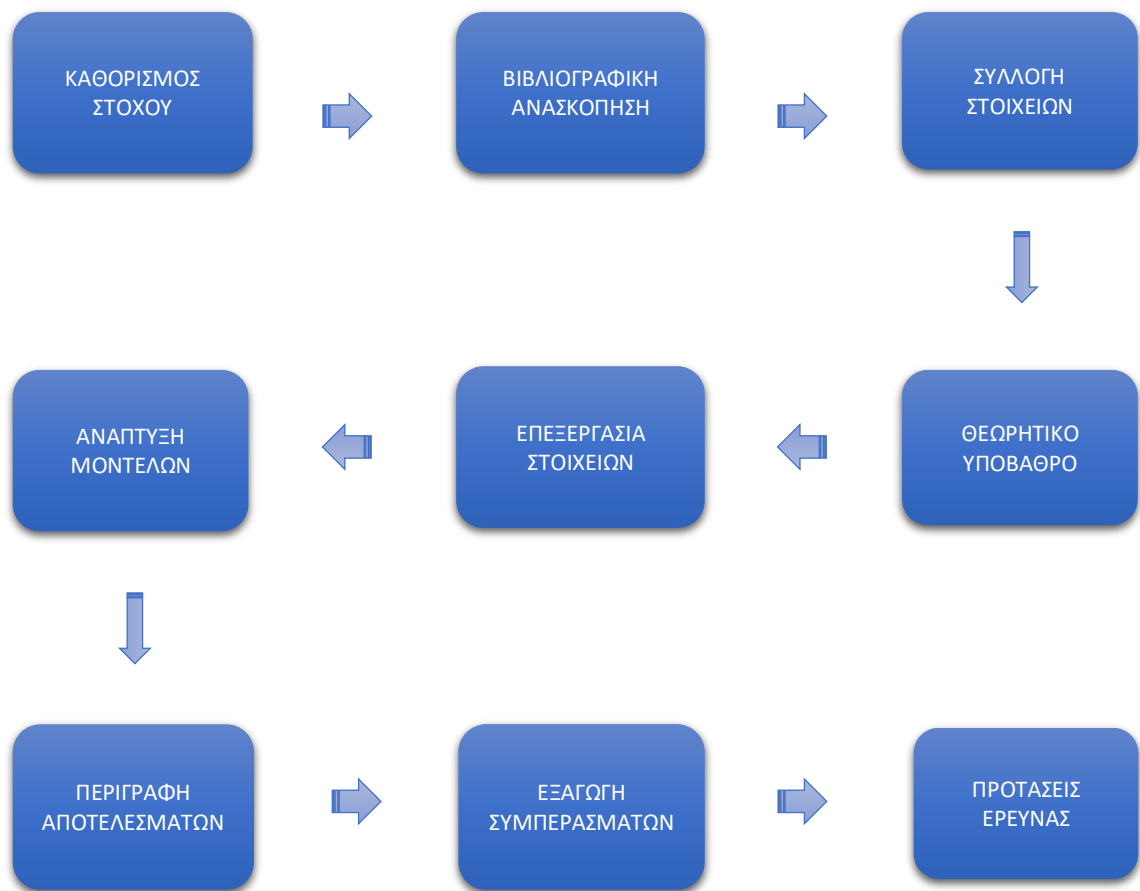 ΚΑΘΟΡΙΣΜΟΣ
ΣΤΟΧΟΥ
ΒΙΒΛΙΟΓΡΑΦΙΚΗ
ΑΝΑΣΚΟΠΗΣΗ
ΣΥΛΛΟΓΗ
ΣΤΟΙΧΕΙΩΝ
ΘΕΩΡΗΤΙΚΟ
ΥΠΟΒΑΘΡΟ
ΕΠΕΞΕΡΓΑΣΙΑ
ΣΤΟΙΧΕΙΩΝ
ΑΝΑΠΤΥΞΗ
ΜΟΝΤΕΛΩΝ
ΠΕΡΙΓΡΑΦΗ
ΑΠΟΤΕΛΕΣΜΑΤΩΝ
ΕΞΑΓΩΓΗ
ΣΥΜΠΕΡΑΣΜΑΤΩΝ
ΠΡΟΤΑΣΕΙΣ
ΕΡΕΥΝΑΣ